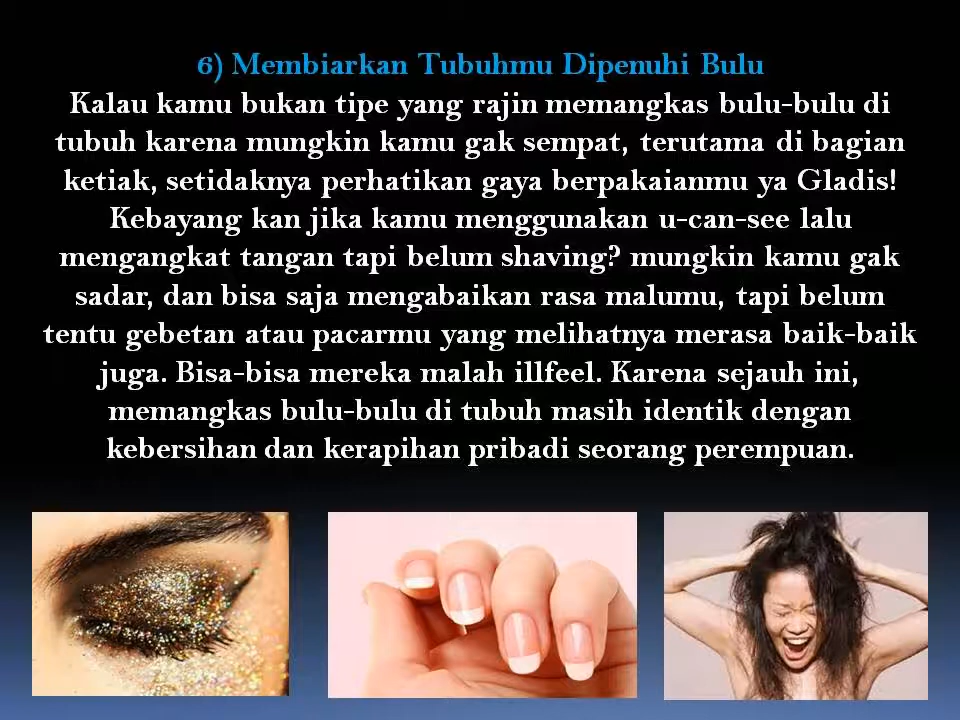 6) Membiarkan Tubuhmu Dipenuhi Bulu
Kalau kamu bukan tipe yang rajin memangkas bulu-bulu di
tubuh karena mungkin kamu gak sempat, terutama di bagian
ketiak, setidaknya perhatikan gaya berpakaianmu ya Gladis!
Kebayang kan jika kamu menggunakan u-can-see lalu
mengangkat tangan tapi belum shaving? mungkin kamu gak
sadar, dan bisa saja mengabaikan rasa malumu, tapi belum
tentu gebetan atau pacarmu yang melihatnya merasa baik-baik
juga. Bisa-bisa mereka malah illfeel. Karena sejauh ini,
memangkas bulu-bulu di tubuh masih identik dengan
kebersihan dan kerapihan pribadi seorang perempuan.